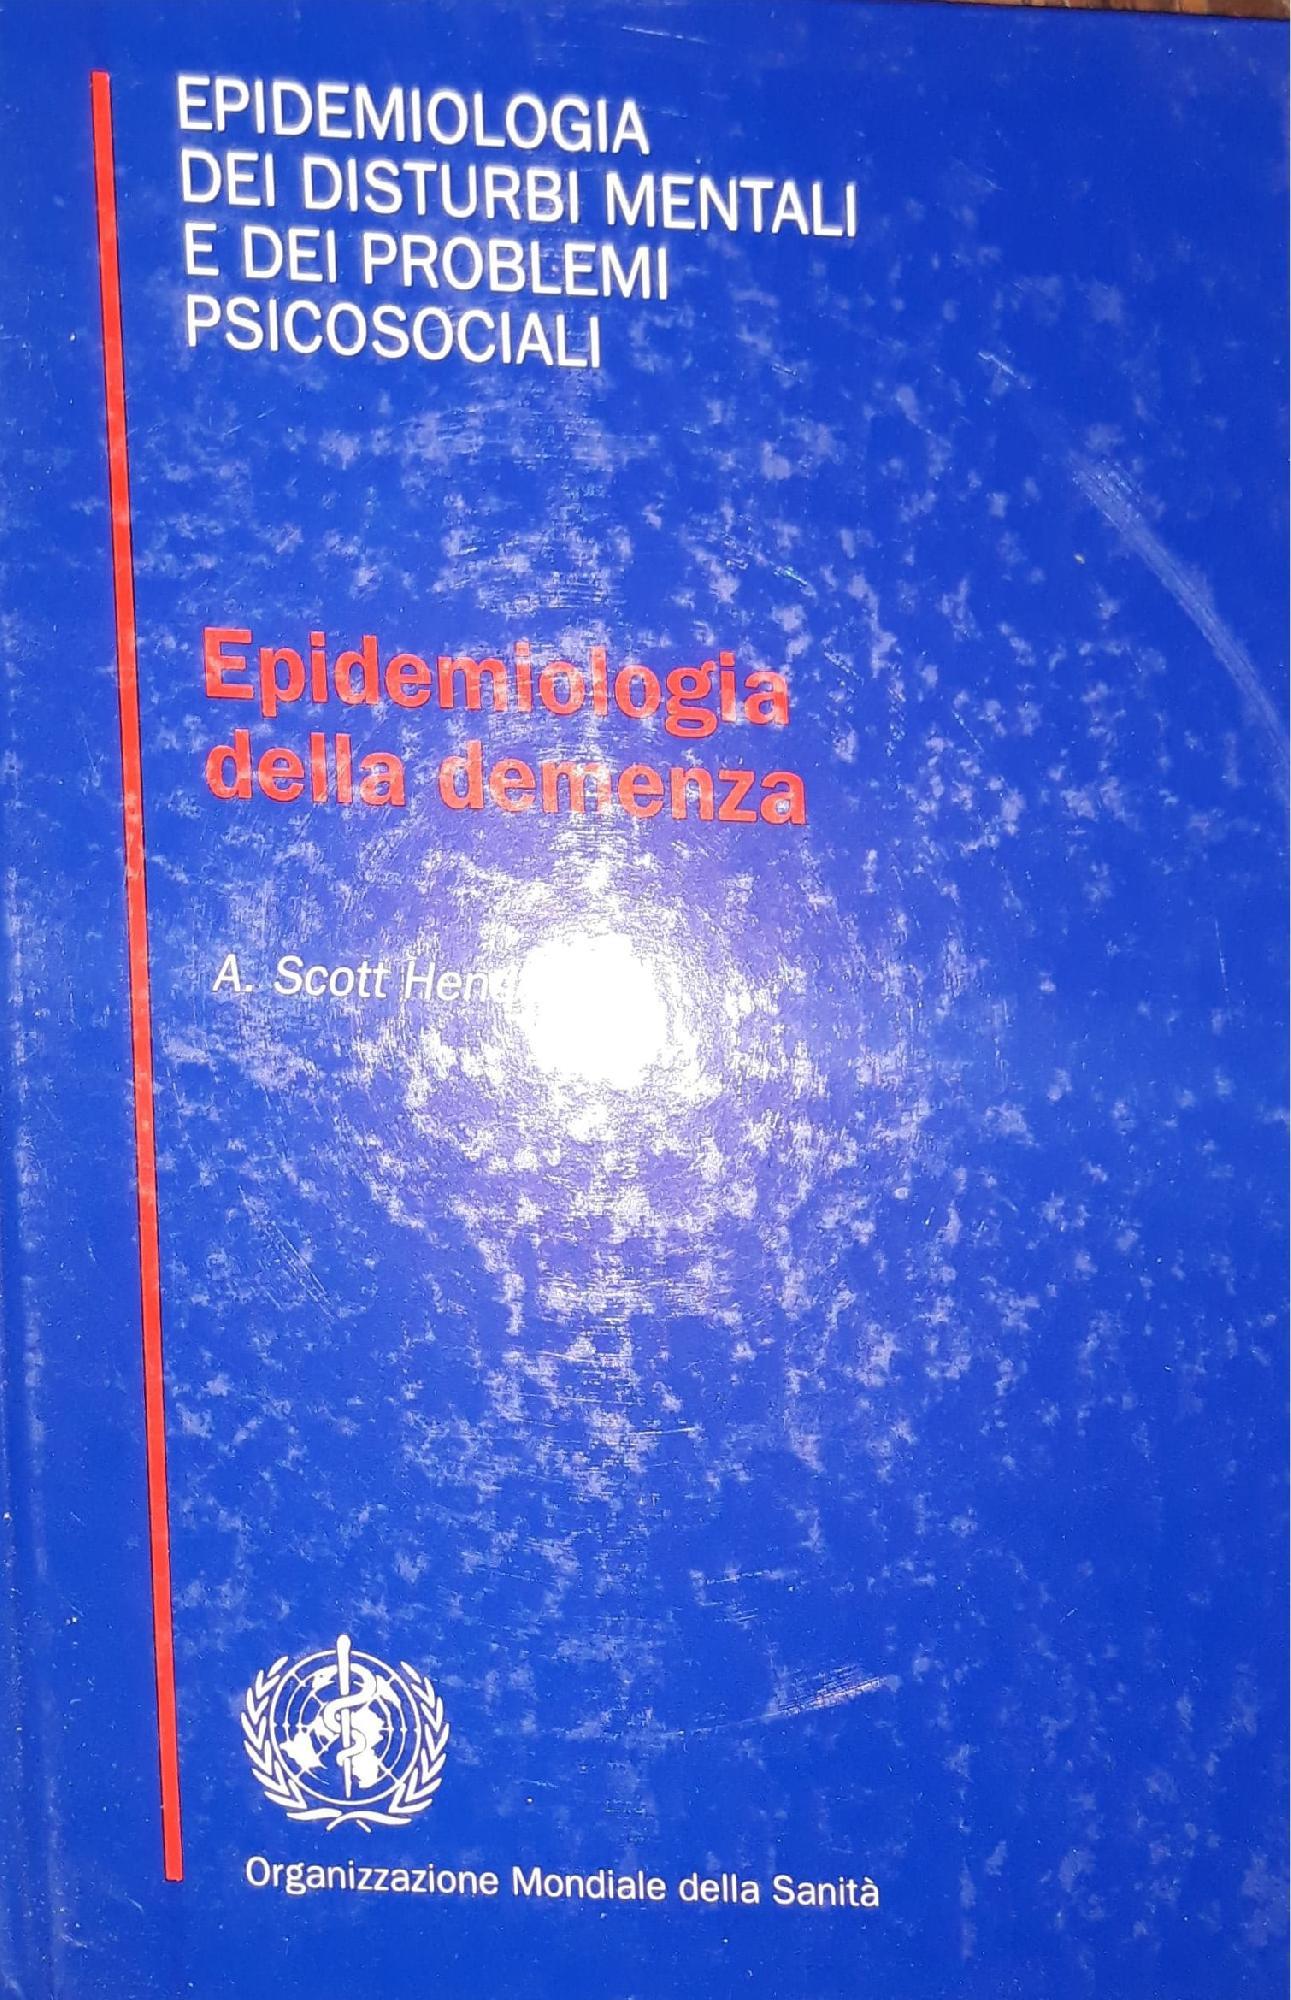 EPIDEMIOLOGIA
DEI DISTURBI MENTALI
E DEI PROBLEMI
PSICOSOCIALI
Epidemiologia
della demenza
A. Scott
Organizzazione Mondiale della Sanità